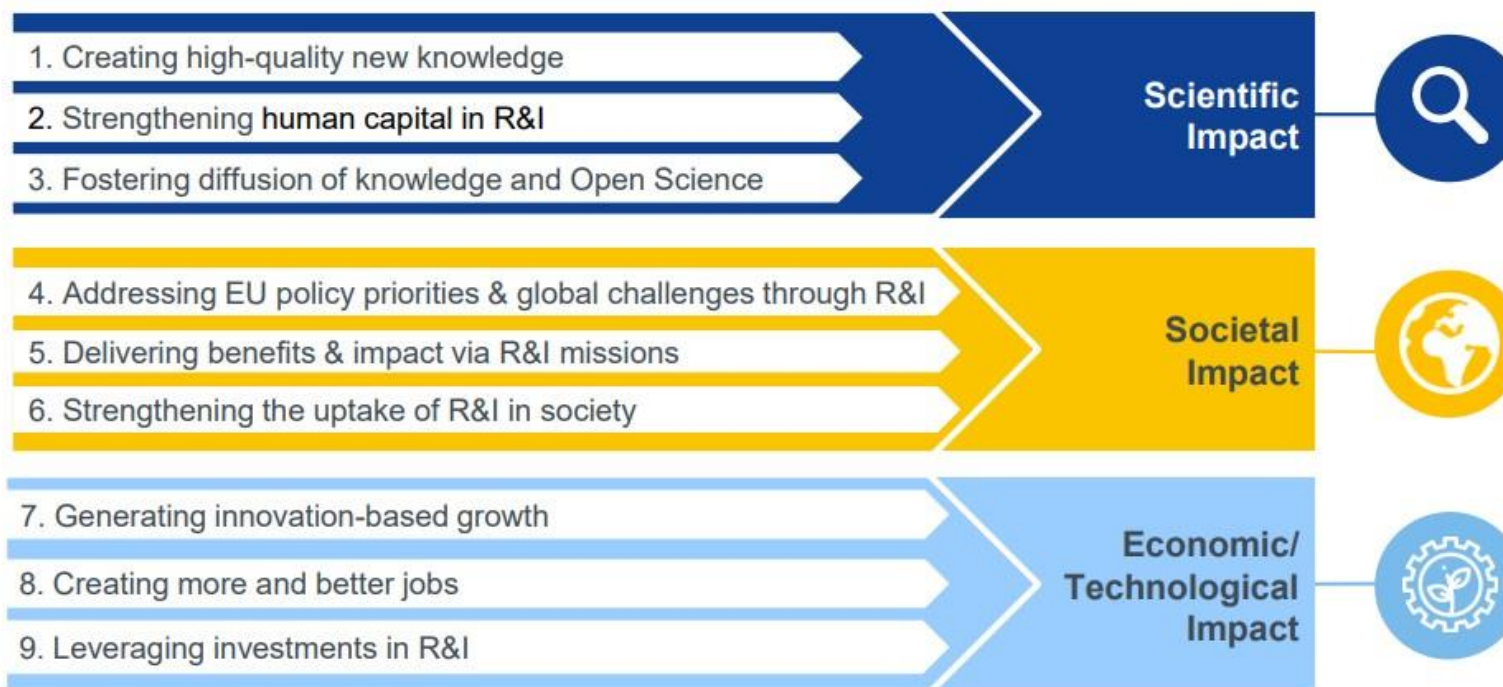 1. Creating high-quality new knowledge
2. Strengthening human capital in R&I
3. Fostering diffusion of knowledge and Open Science
Scientific
Impact
4. Addressing EU policy priorities & global challenges through R&I
5. Delivering benefits & impact via R&I missions
6. Strengthening the uptake of R&I in society
Societal
Impact
7. Generating innovation-based growth
8. Creating more and better jobs
9. Leveraging investments in R&I
Economic/
Technological
Impact